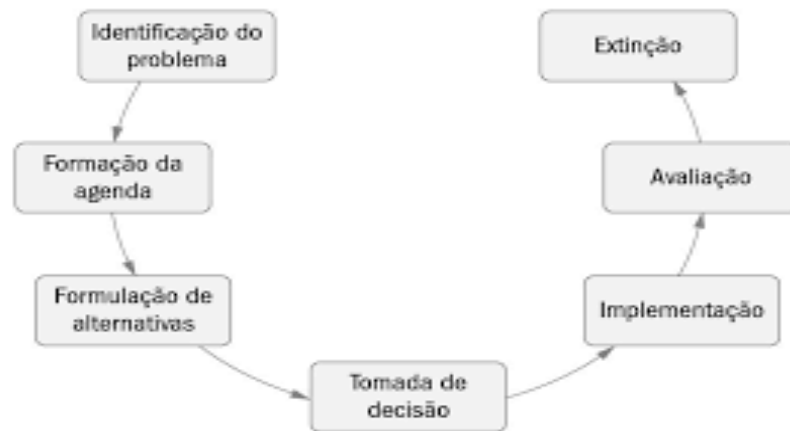 Identificação do
problema
Extinção
Formação da
agenda
Avaliação
Formulação de
alternativas
Implementação
Tomada de
decisão